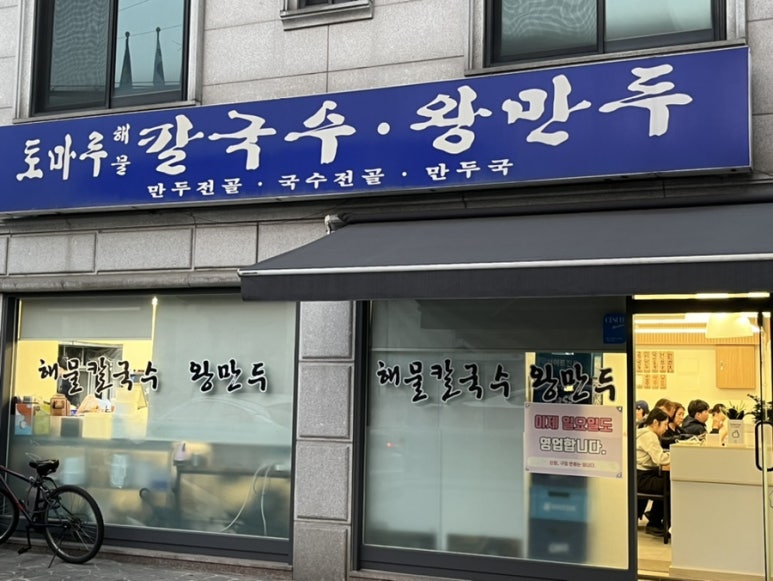 토마루 해물 칼국수 · 왕만두
만두전골 · 국수전골 · 만두국
해물칼국수 왕만두
해물칼국수 왕만두
이제 일요일도
영업합니다.